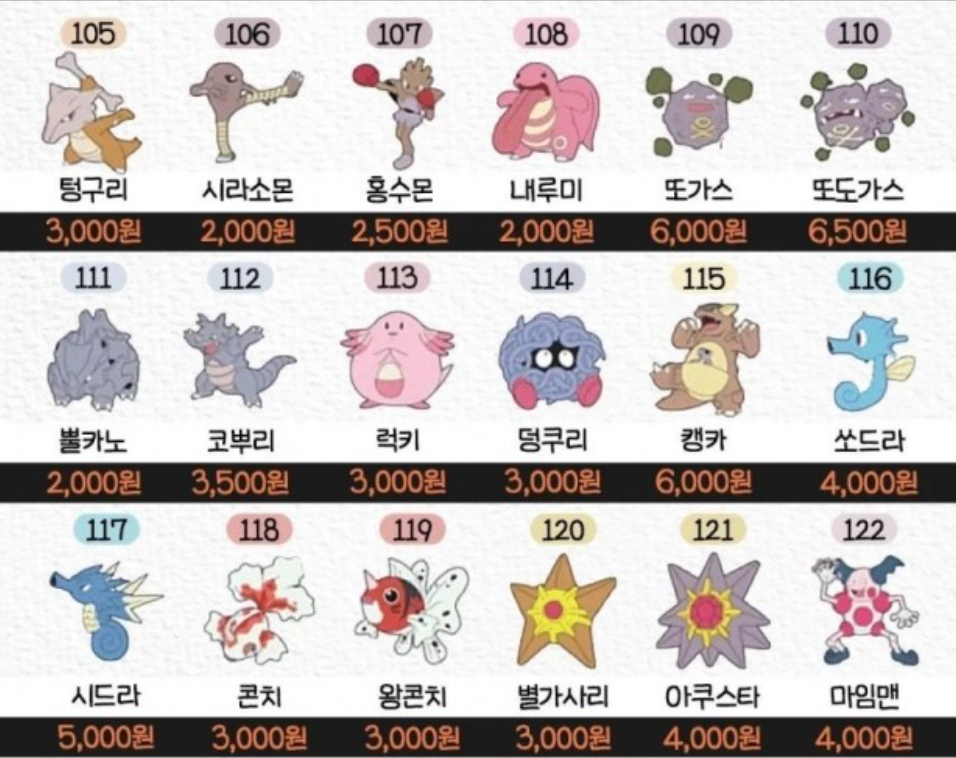 105 106 107 108 109 110
텅구리 시라소몬 홍수몬 내루미 또가스 또도가스
3,000원 2,000원 2,500원 2,000원 6,000원 6,500원
111 112 113 114 115 116
뿔카노 코뿌리 럭키 덩쿠리 캥카 쏘드라
2,000원 3,500원 3,000원 3,000원 6,000원 4,000원
117 118 119 120 121 122
시드라 콘치 왕콘치 별가사리 아쿠스타 마임맨
5,000원 3,000원 3,000원 3,000원 4,000원 4,000원